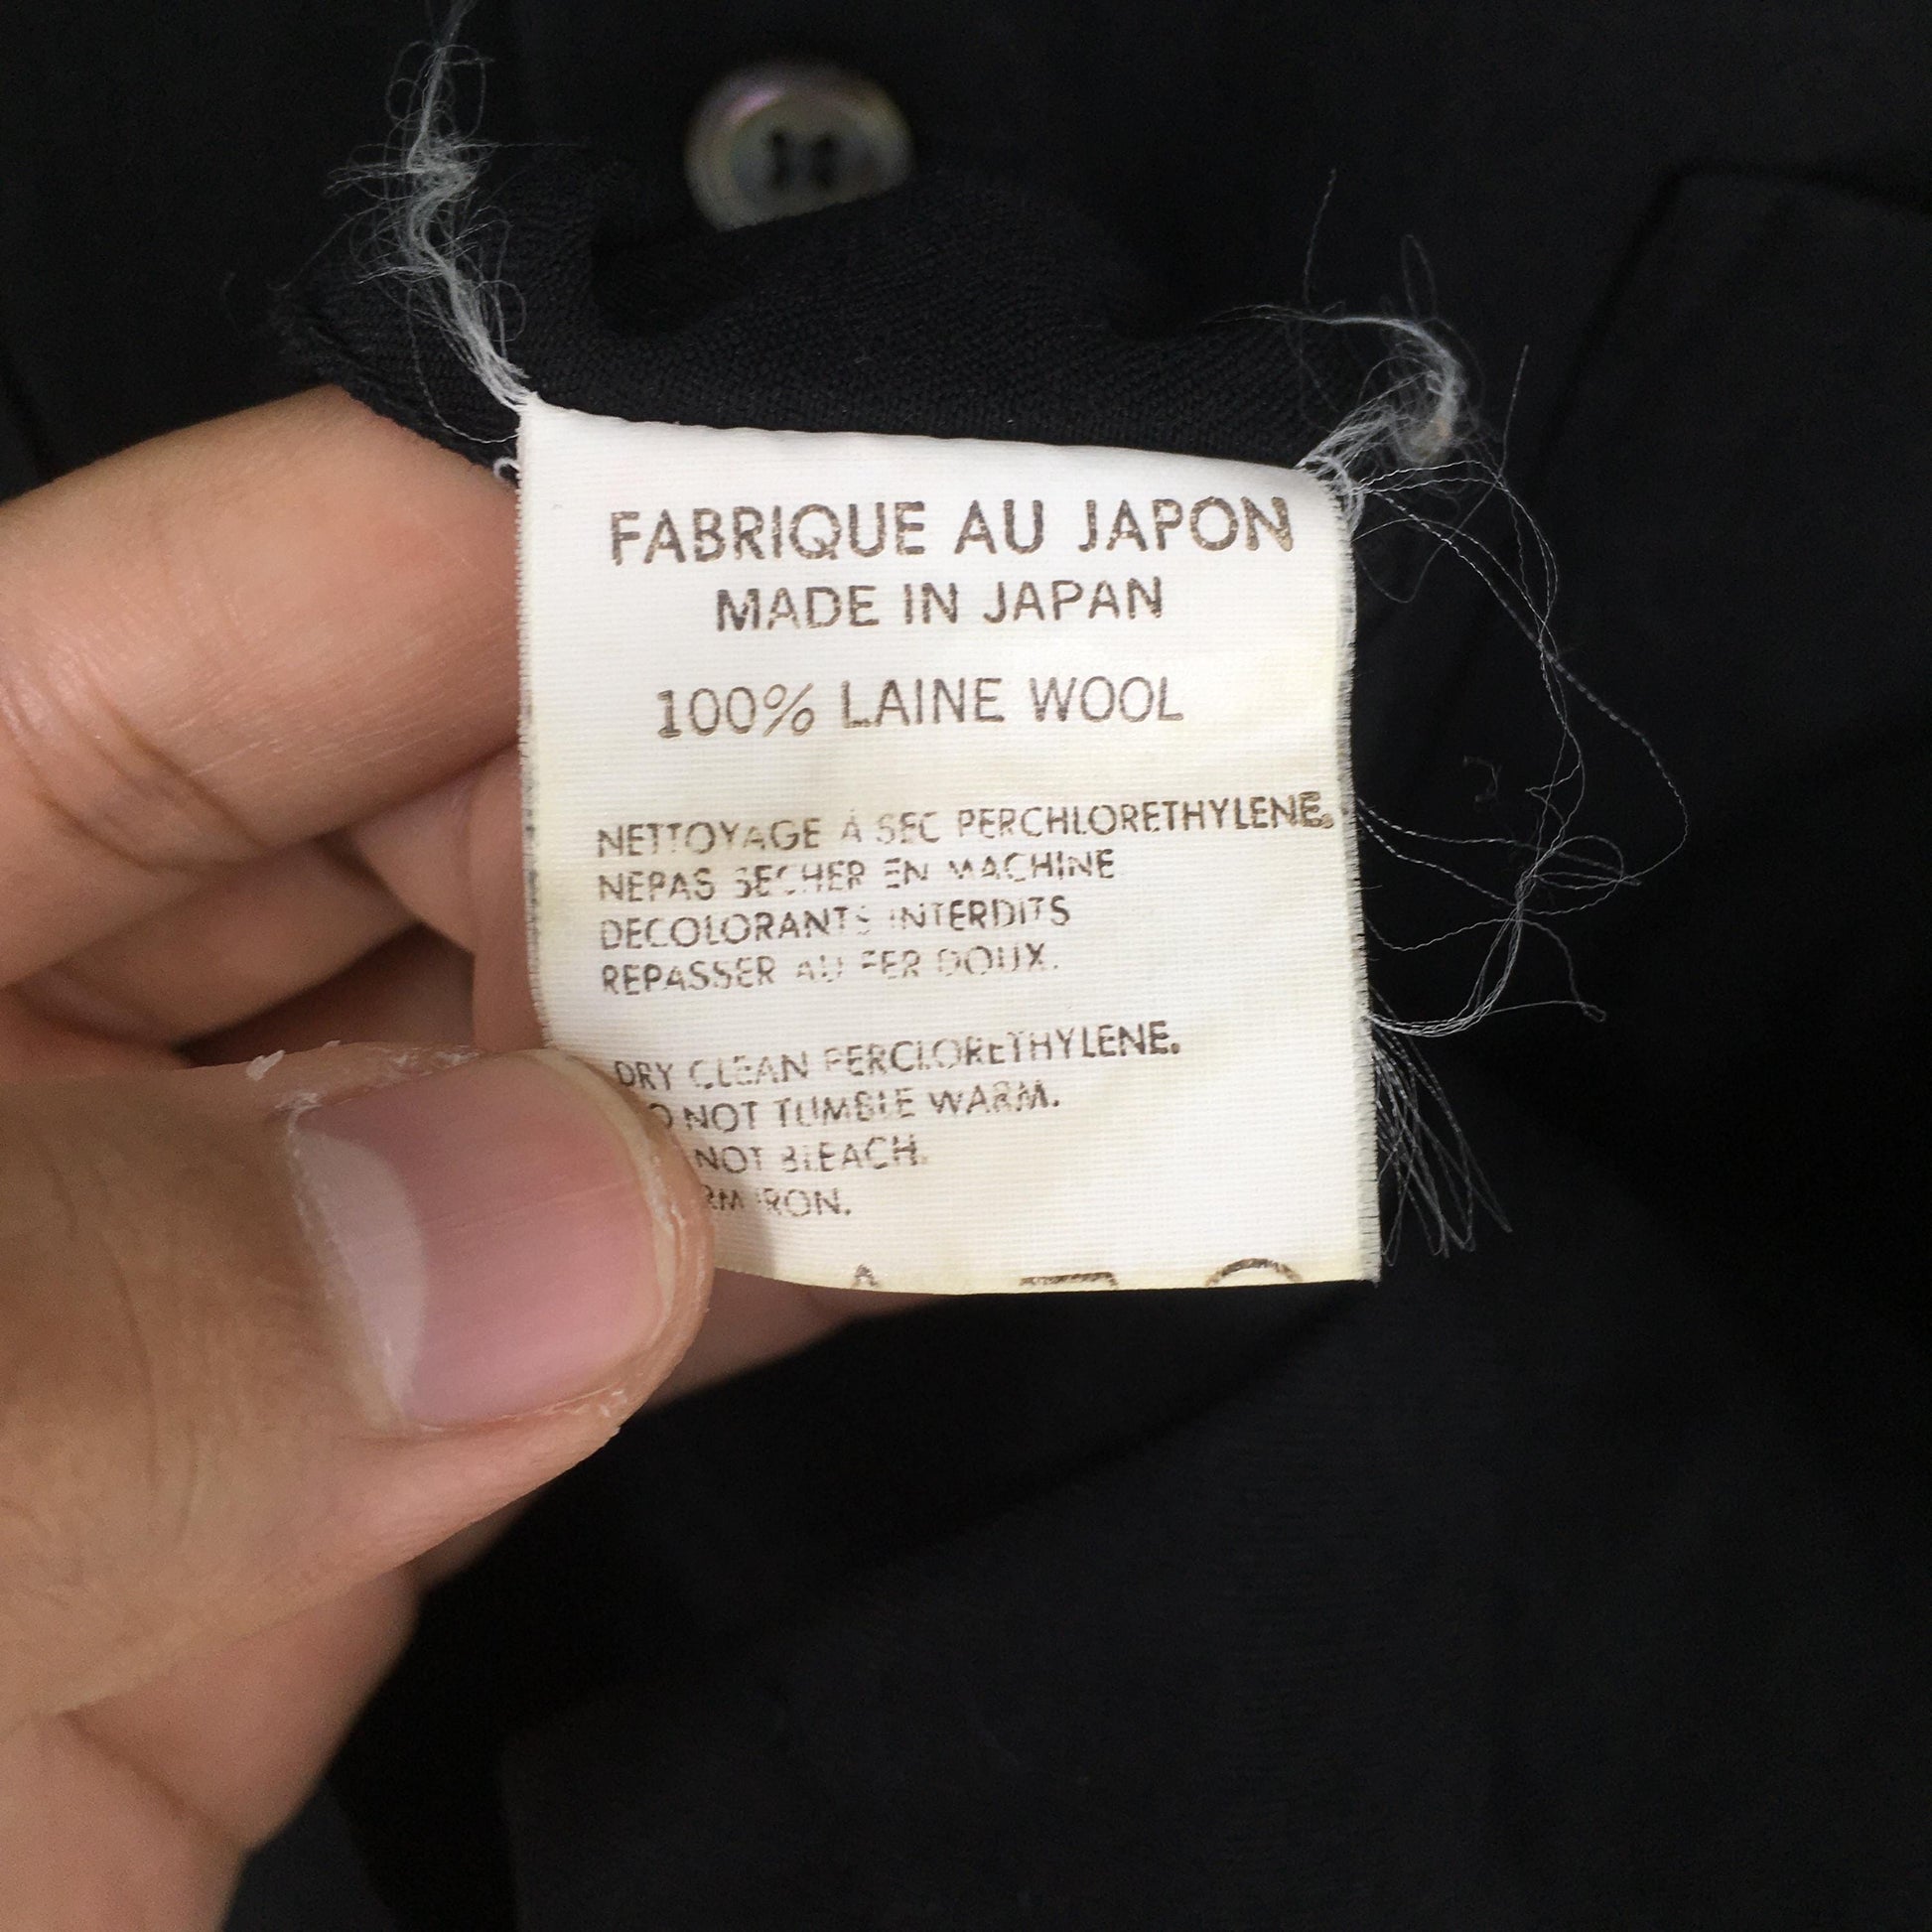 FABRIQUE AU JAPON
MADE IN JAPAN
100% LAINE WOOL
NETTOYAGE À SEC PERCHLORETHYLENE.
NEPAS SECHER EN MACHINE
DECOLORANTS INTERDITS
REPASSER AU FER DOUX.
DRY CLEAN PERCLORETHYLENE.
NOT TUMBLE WARM.
NOT BLEACH.
IRON.